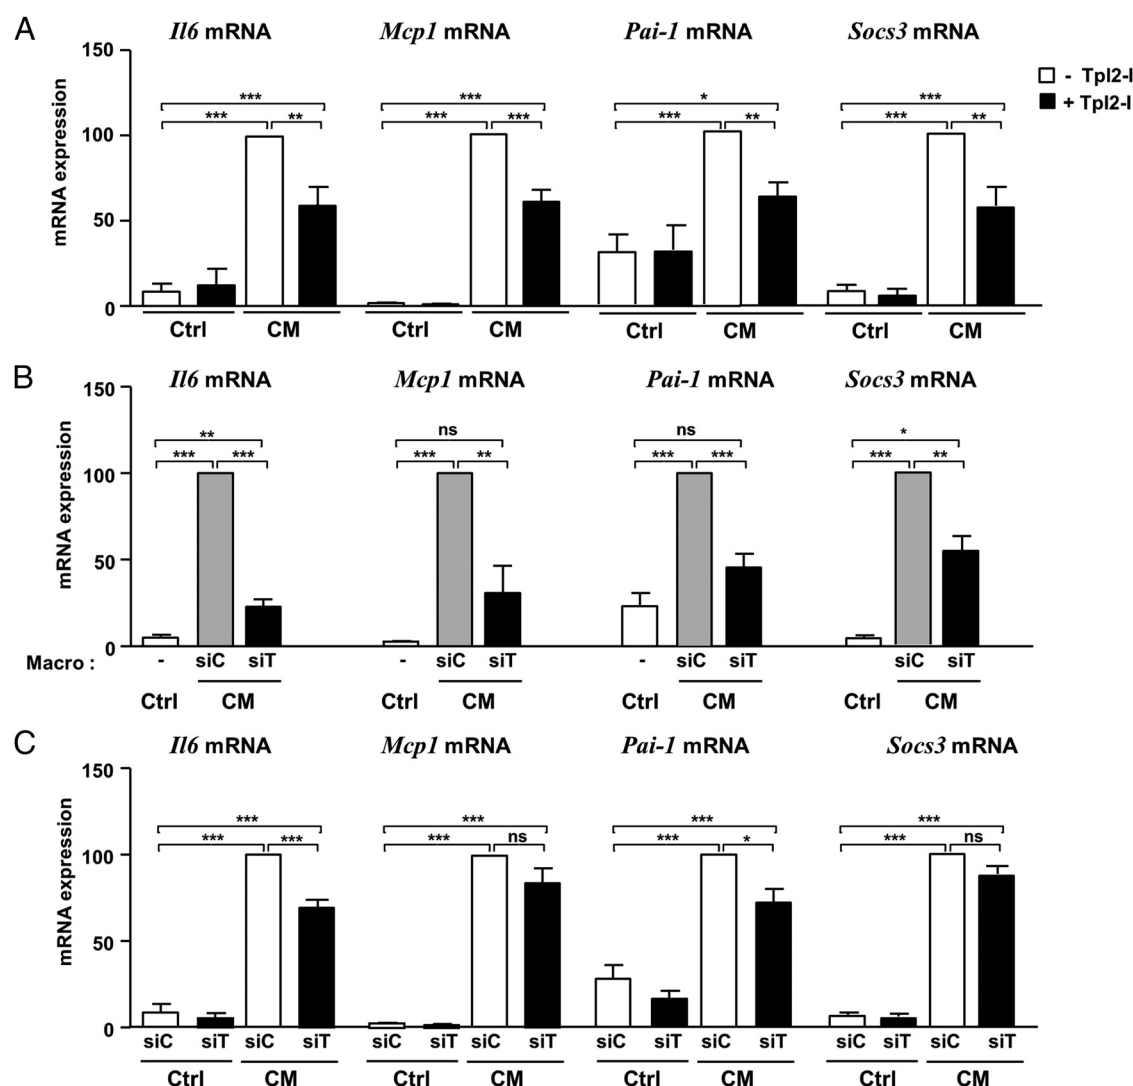 A
Il6 mRNA Mcp1 mRNA Pai-1 mRNA Socs3 mRNA
- Tpl2-I
+ Tpl2-I
mRNA expression
150
100
50
0
*** *** * ***
*** ** *** *** *** ** *** **
Ctrl CM Ctrl CM Ctrl CM Ctrl CM
B
Il6 mRNA Mcp1 mRNA Pai-1 mRNA Socs3 mRNA
mRNA expression
150
100
50
0
** ns ns *
*** *** *** ** *** *** *** **
Macro : - siC siT - siC siT - siC siT siC siT
Ctrl CM Ctrl CM Ctrl CM Ctrl CM
C
Il6 mRNA Mcp1 mRNA Pai-1 mRNA Socs3 mRNA
mRNA expression
150
100
50
0
*** *** *** ***
*** *** *** ns *** * *** ns
siC siT siC siT siC siT siC siT siC siT siC siT siC siT siC siT
Ctrl CM Ctrl CM Ctrl CM Ctrl CM